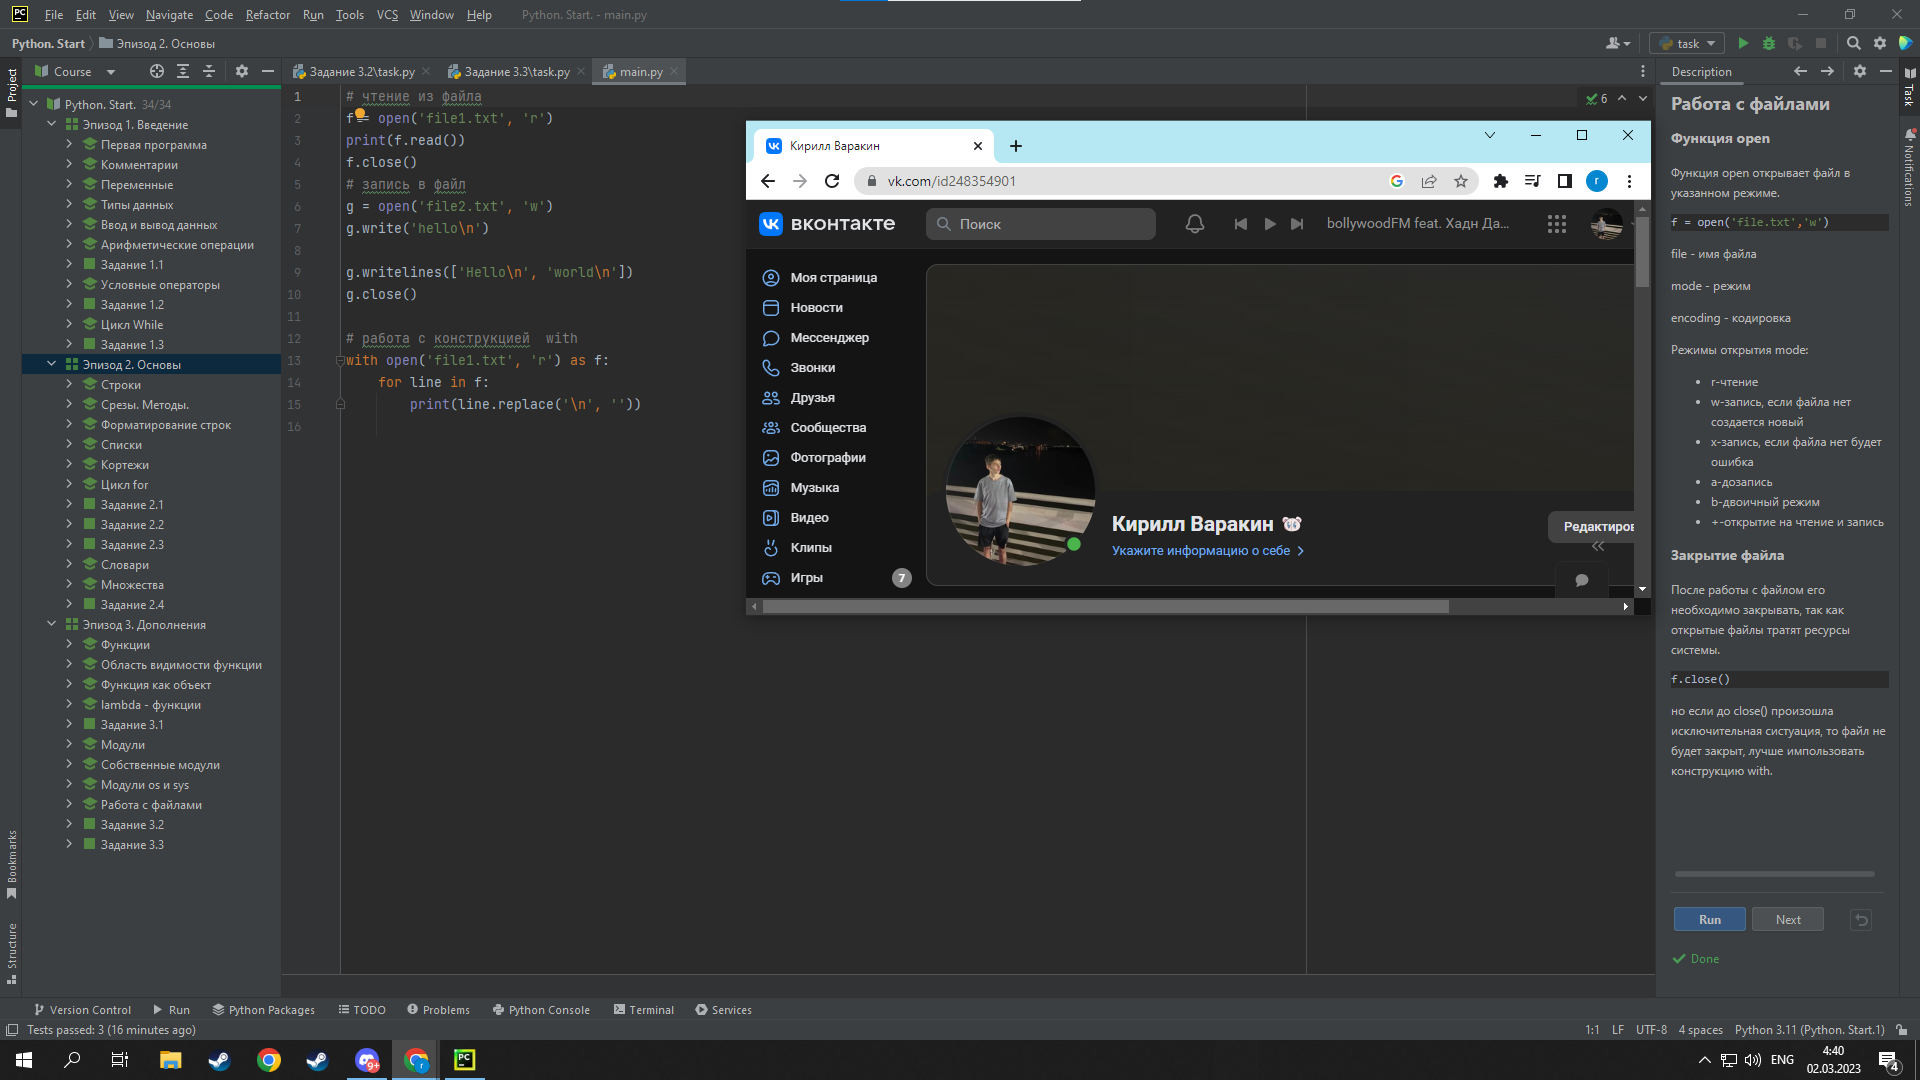 File Edit View Navigate Code Refactor Run Tools VCS Window Help Python. Start. - main.py
Python. Start Эпизод 2. Основы
task
Project
Course
Python. Start. 34/34
Эпизод 1. Введение
Первая программа
Комментарии
Переменные
Типы данных
Ввод и вывод данных
Арифметические операции
Задание 1.1
Условные операторы
Задание 1.2
Цикл While
Задание 1.3
Эпизод 2. Основы
Строки
Срезы. Методы.
Форматирование строк
Списки
Кортежи
Цикл for
Задание 2.1
Задание 2.2
Задание 2.3
Словари
Множества
Задание 2.4
Эпизод 3. Дополнения
Функции
Область видимости функции
Функция как объект
lambda - функции
Задание 3.1
Модули
Собственные модули
Модули os и sys
Работа с файлами
Задание 3.2
Задание 3.3
Bookmarks
Structure
Задание 3.2\task.py Задание 3.3\task.py main.py
6
1 # чтение из файла
2 f = open('file1.txt', 'r')
3 print(f.read())
4 f.close()
5 # запись в файл
6 g = open('file2.txt', 'w')
7 g.write('hello\n')
8
9 g.writelines(['Hello\n', 'world\n'])
10 g.close()
11
12 # работа с конструкцией  with
13 with open('file1.txt', 'r') as f:
14     for line in f:
15         print(line.replace('\n', ''))
16
Кирилл Варакин
vk.com/id248354901
r
вконтакте
Поиск
bollywoodFM feat. Хадн Да...
Моя страница
Новости
Мессенджер
Звонки
Друзья
Сообщества
Фотографии
Музыка
Видео
Клипы
Игры 7
Кирилл Варакин
Укажите информацию о себе
Редактиров
Description
Работа с файлами
Функция open
Функция open открывает файл в
указанном режиме.
f = open('file.txt','w')
file - имя файла
mode - режим
encoding - кодировка
Режимы открытия mode:
• r-чтение
• w-запись, если файла нет
создается новый
• x-запись, если файла нет будет
ошибка
• a-дозапись
• b-двоичный режим
• +-открытие на чтение и запись
Закрытие файла
После работы с файлом его
необходимо закрывать, так как
открытые файлы тратят ресурсы
системы.
f.close()
но если до close() произошла
исключительная систуация, то файл не
будет закрыт, лучше импользовать
конструкцию with.
Run Next
Done
Task
Notifications
Version Control Run Python Packages TODO Problems Python Console Terminal Services
Tests passed: 3 (16 minutes ago)
1:1 LF UTF-8 4 spaces Python 3.11 (Python. Start.1)
PC
9+
r
PC
ENG
4:40
02.03.2023
4